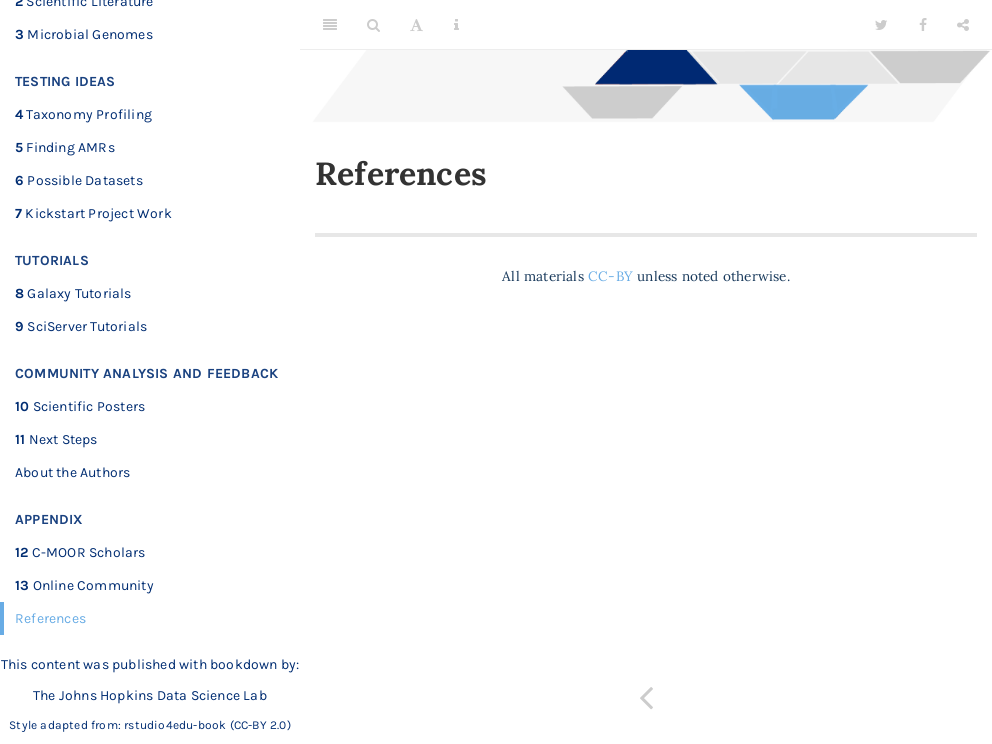 2 Scientific Literature
3 Microbial Genomes
TESTING IDEAS
4 Taxonomy Profiling
5 Finding AMRs
6 Possible Datasets
7 Kickstart Project Work
TUTORIALS
8 Galaxy Tutorials
9 SciServer Tutorials
COMMUNITY ANALYSIS AND FEEDBACK
10 Scientific Posters
11 Next Steps
About the Authors
APPENDIX
12 C-MOOR Scholars
13 Online Community
References
This content was published with bookdown by:
The Johns Hopkins Data Science Lab
Style adapted from: rstudio4edu-book (CC-BY 2.0)
References
All materials CC-BY unless noted otherwise.